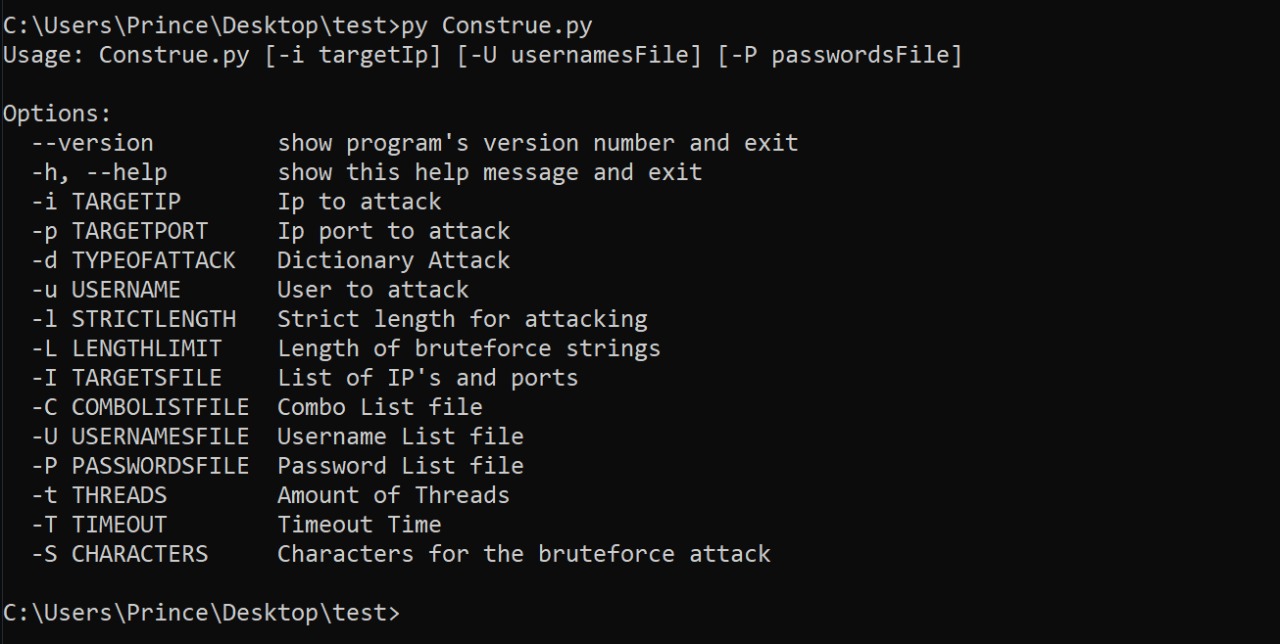 C:\Users\Prince\Desktop\test>py Construe.py
Usage: Construe.py [-i targetIp] [-U usernamesFile] [-P passwordsFile]
Options:
--version show program's version number and exit
-h, --help show this help message and exit
-i TARGETIP Ip to attack
-p TARGETPORT Ip port to attack
-d TYPEOFATTACK Dictionary Attack
-u USERNAME User to attack
-l STRICTLENGTH Strict length for attacking
-L LENGTHLIMIT Length of bruteforce strings
-I TARGETSFILE List of IP's and ports
-C COMBOLISTFILE Combo List file
-U USERNAMESFILE Username List file
-P PASSWORDSFILE Password List file
-t THREADS Amount of Threads
-T TIMEOUT Timeout Time
-S CHARACTERS Characters for the bruteforce attack
C:\Users\Prince\Desktop\test>